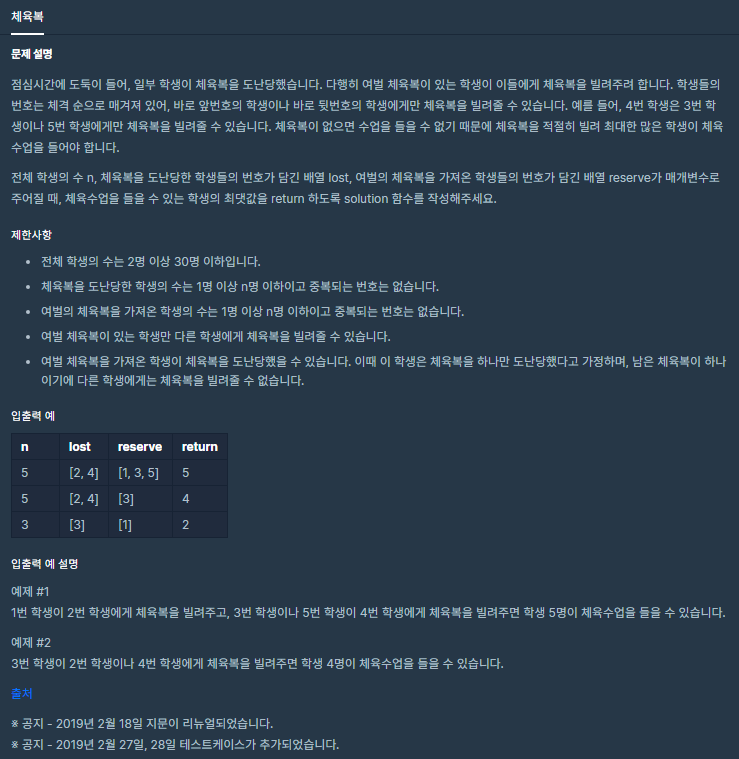 체육복
문제 설명
점심시간에 도둑이 들어, 일부 학생이 체육복을 도난당했습니다. 다행히 여벌 체육복이 있는 학생이 이들에게 체육복을 빌려주려 합니다. 학생들의
번호는 체격 순으로 매겨져 있어, 바로 앞번호의 학생이나 바로 뒷번호의 학생에게만 체육복을 빌려줄 수 있습니다. 예를 들어, 4번 학생은 3번 학
생이나 5번 학생에게만 체육복을 빌려줄 수 있습니다. 체육복이 없으면 수업을 들을 수 없기 때문에 체육복을 적절히 빌려 최대한 많은 학생이 체육
수업을 들어야 합니다.
전체 학생의 수 n, 체육복을 도난당한 학생들의 번호가 담긴 배열 lost, 여벌의 체육복을 가져온 학생들의 번호가 담긴 배열 reserve가 매개변수로
주어질 때, 체육수업을 들을 수 있는 학생의 최댓값을 return 하도록 solution 함수를 작성해주세요.
제한사항
• 전체 학생의 수는 2명 이상 30명 이하입니다.
• 체육복을 도난당한 학생의 수는 1명 이상 n명 이하이고 중복되는 번호는 없습니다.
• 여벌의 체육복을 가져온 학생의 수는 1명 이상 n명 이하이고 중복되는 번호는 없습니다.
• 여벌 체육복이 있는 학생만 다른 학생에게 체육복을 빌려줄 수 있습니다.
• 여벌 체육복을 가져온 학생이 체육복을 도난당했을 수 있습니다. 이때 이 학생은 체육복을 하나만 도난당했다고 가정하며, 남은 체육복이 하나
이기에 다른 학생에게는 체육복을 빌려줄 수 없습니다.
입출력 예
n lost reserve return
5 [2, 4] [1, 3, 5] 5
5 [2, 4] [3] 4
3 [3] [1] 2
입출력 예 설명
예제 #1
1번 학생이 2번 학생에게 체육복을 빌려주고, 3번 학생이나 5번 학생이 4번 학생에게 체육복을 빌려주면 학생 5명이 체육수업을 들을 수 있습니다.
예제 #2
3번 학생이 2번 학생이나 4번 학생에게 체육복을 빌려주면 학생 4명이 체육수업을 들을 수 있습니다.
출처
※ 공지 - 2019년 2월 18일 지문이 리뉴얼되었습니다.
※ 공지 - 2019년 2월 27일, 28일 테스트케이스가 추가되었습니다.